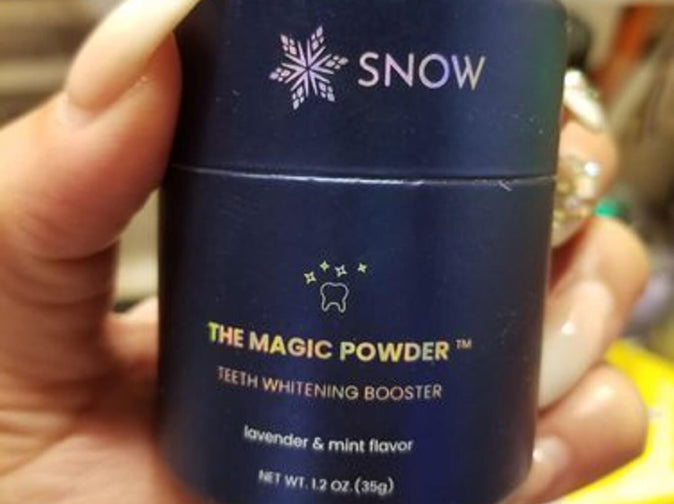 SNOW
THE MAGIC POWDER ™
TEETH WHITENING BOOSTER
lavender & mint flavor
NET WT. 1.2 OZ. (35g)